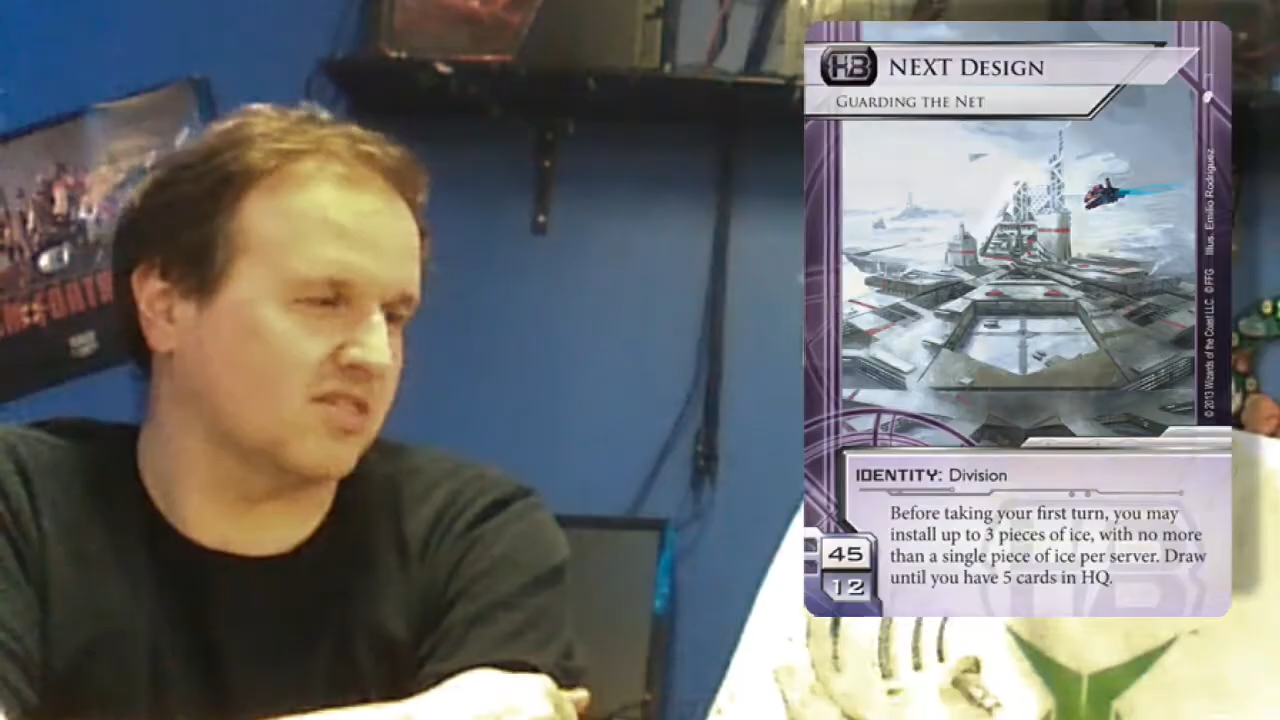 HB NEXT DESIGN
GUARDING THE NET
Illus. Emilio Rodriguez
© 2013 Wizards of the Coast LLC. © FFG
IDENTITY: Division
Before taking your first turn, you may
install up to 3 pieces of ice, with no more
than a single piece of ice per server. Draw
until you have 5 cards in HQ.
45
12